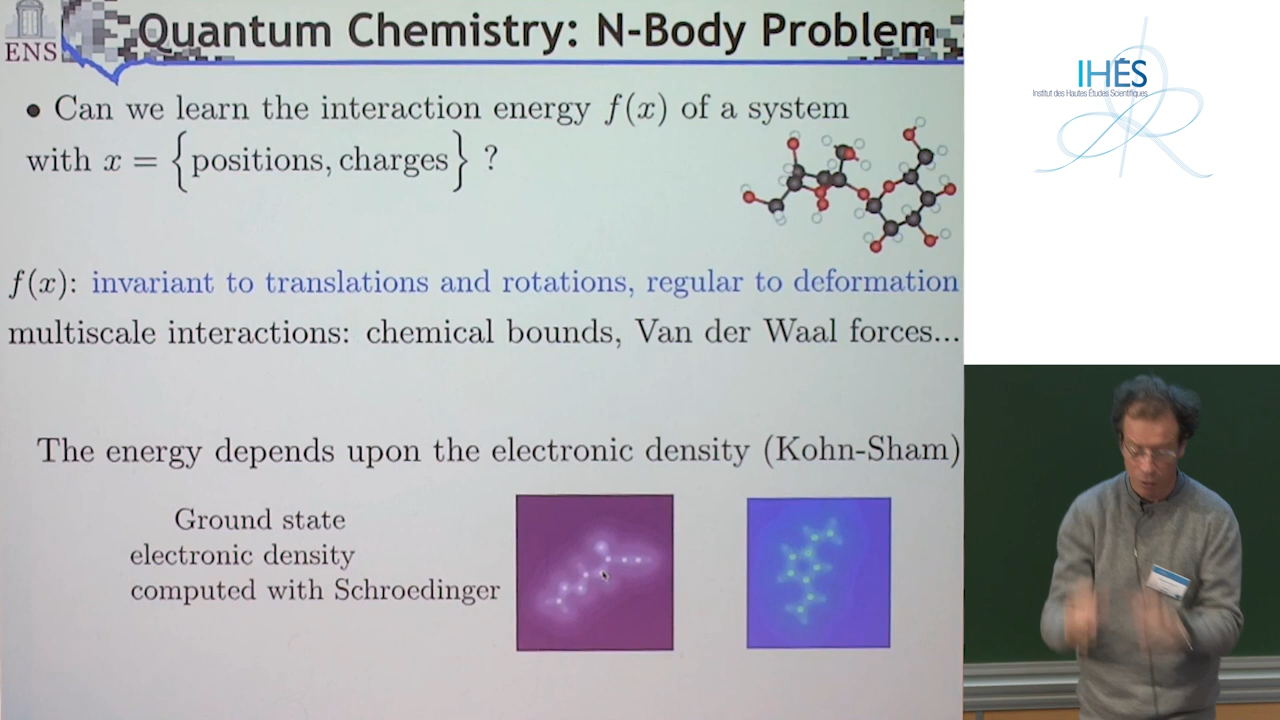 Quantum Chemistry: N-Body Problem
ENS
• Can we learn the interaction energy f(x) of a system
with x = {positions, charges} ?
f(x): invariant to translations and rotations, regular to deformation
multiscale interactions: chemical bounds, Van der Waal forces...
The energy depends upon the electronic density (Kohn-Sham)
Ground state
electronic density
computed with Schroedinger
IHÉS
Institut des Hautes Études Scientifiques